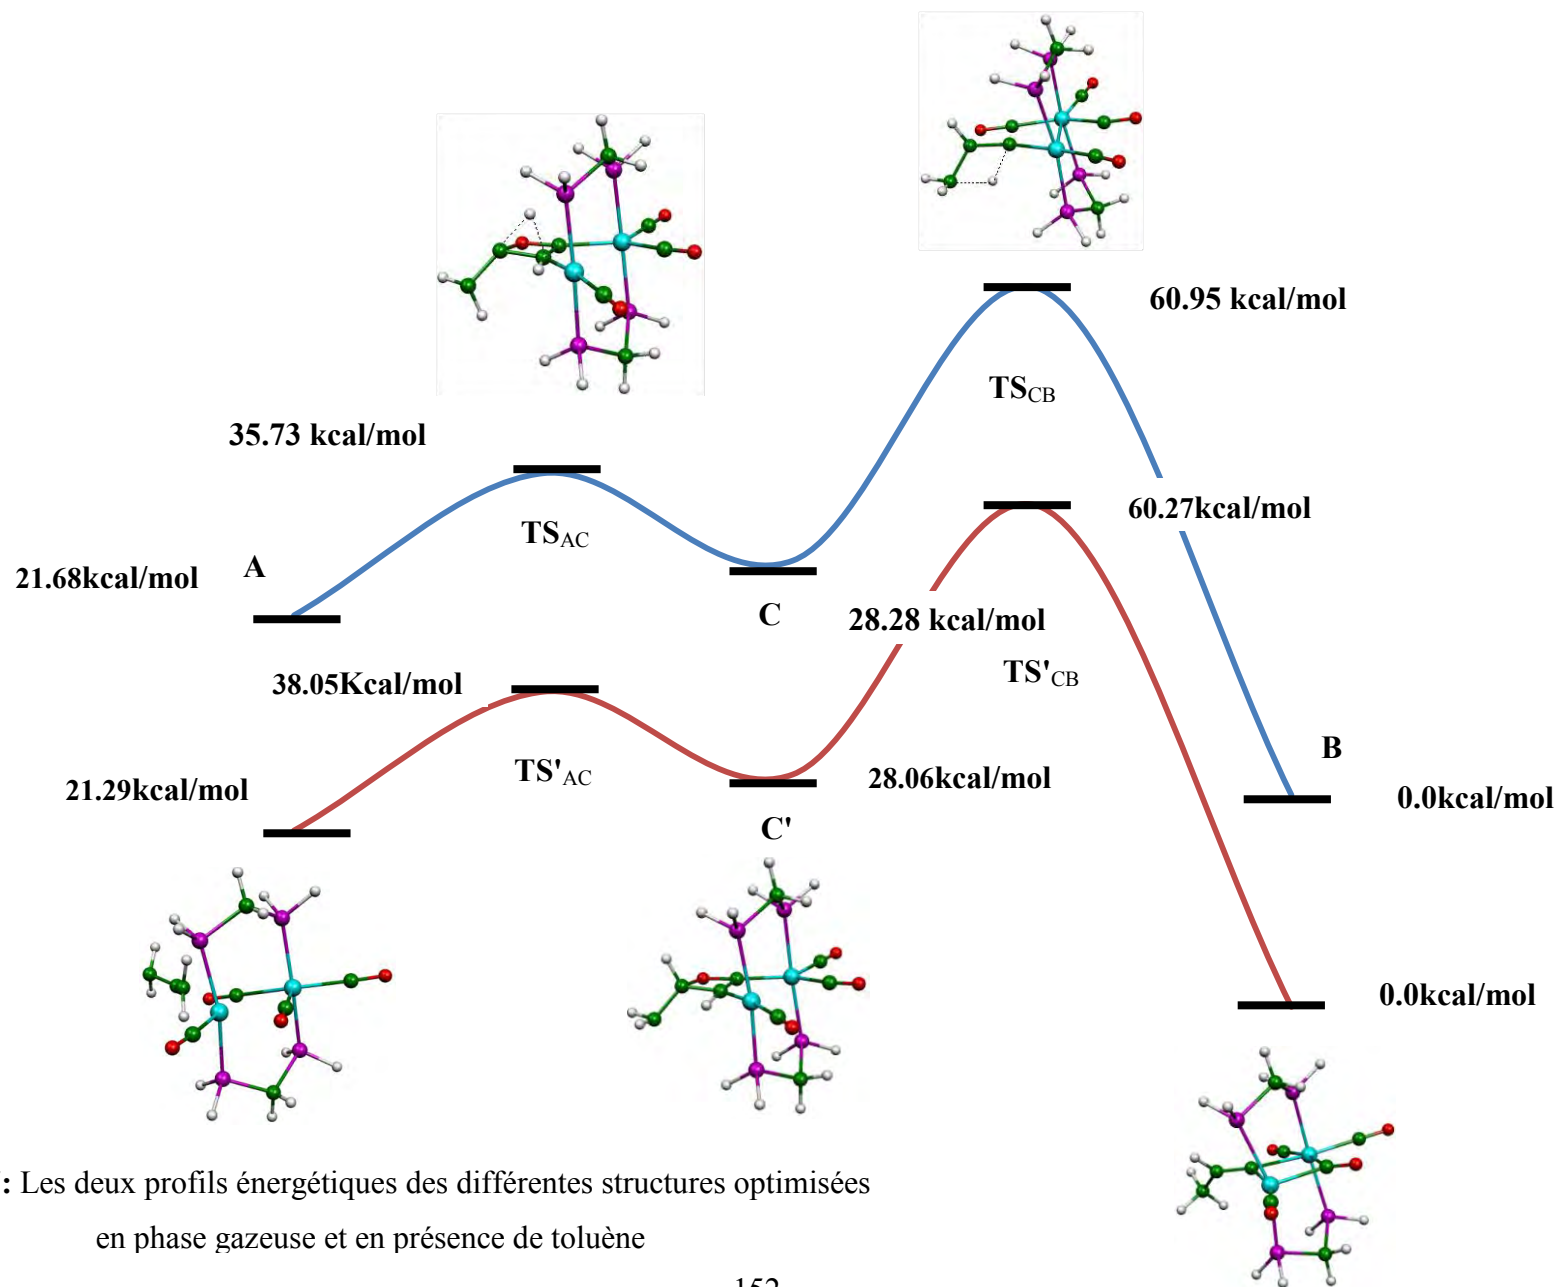 60.95 kcal/mol
TSCB
35.73 kcal/mol
60.27kcal/mol
TSAC
A
21.68kcal/mol
C
28.28 kcal/mol
TS'CB
38.05Kcal/mol
B
TS'AC
21.29kcal/mol
28.06kcal/mol
0.0kcal/mol
C'
0.0kcal/mol
: Les deux profils énergétiques des différentes structures optimisées
en phase gazeuse et en présence de toluène
152